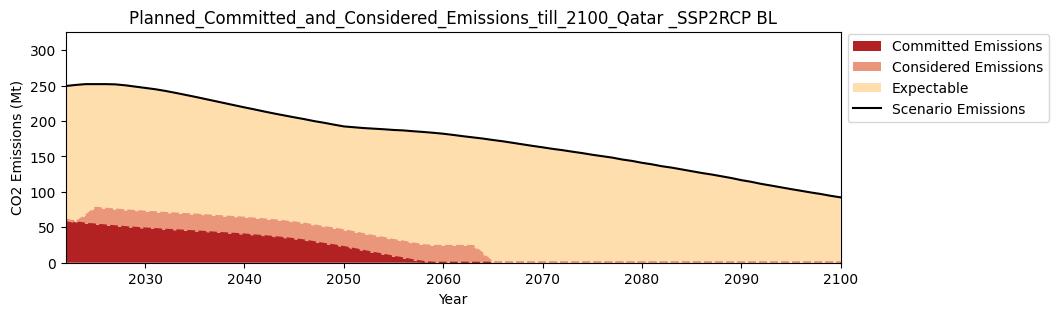 Planned_Committed_and_Considered_Emissions_till_2100_Qatar _SSP2RCP BL
Committed Emissions
Considered Emissions
Expectable
Scenario Emissions
CO2 Emissions (Mt)
300
250
200
150
100
50
0
2030 2040 2050 2060 2070 2080 2090 2100
Year